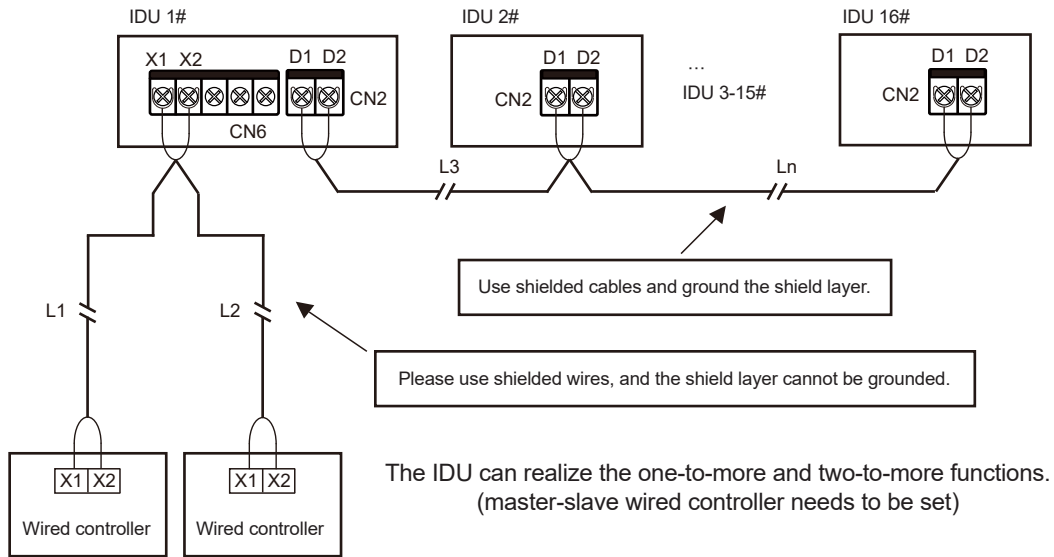 IDU 1#
IDU 2#
IDU 16#
X1 X2
D1 D2
CN2
CN6
D1 D2
CN2
...
IDU 3-15#
D1 D2
CN2
L3
Ln
Use shielded cables and ground the shield layer.
L1
L2
Please use shielded wires, and the shield layer cannot be grounded.
X1 X2
Wired controller
X1 X2
Wired controller
The IDU can realize the one-to-more and two-to-more functions.
(master-slave wired controller needs to be set)